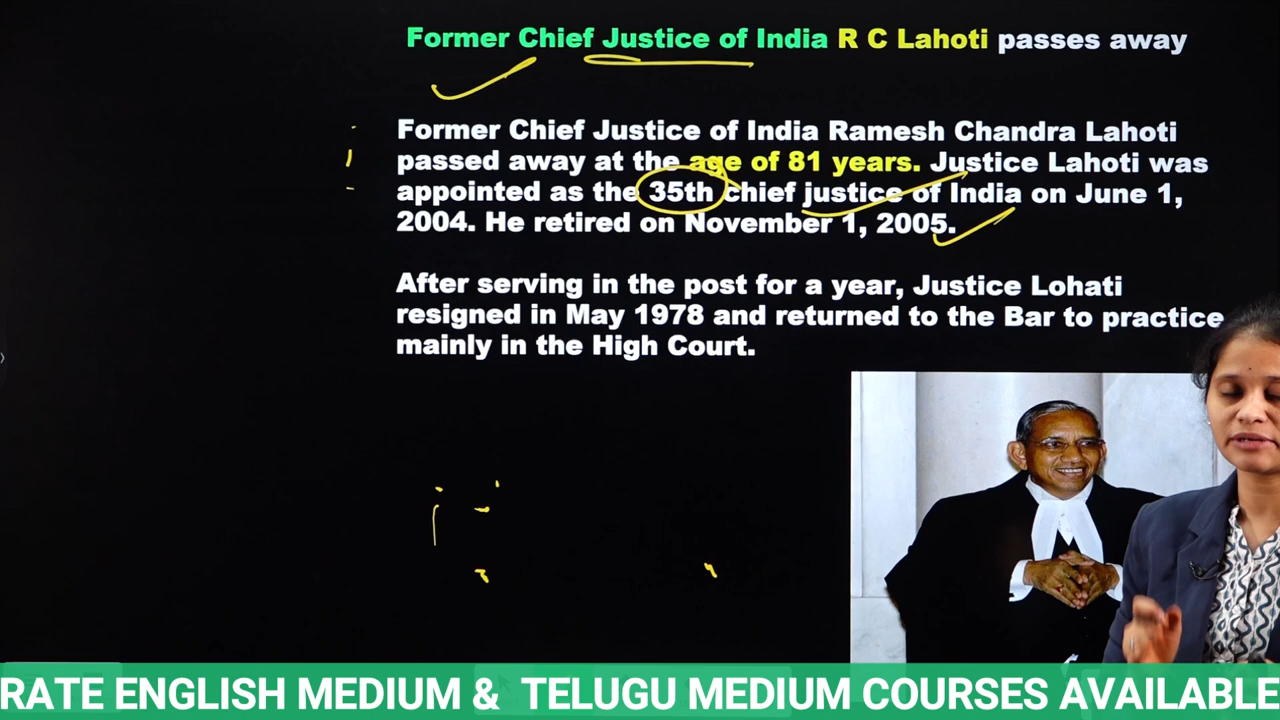 Former Chief Justice of India R C Lahoti passes away
Former Chief Justice of India Ramesh Chandra Lahoti
passed away at the age of 81 years. Justice Lahoti was
appointed as the 35th chief justice of India on June 1,
2004. He retired on November 1, 2005.
After serving in the post for a year, Justice Lohati
resigned in May 1978 and returned to the Bar to practice
mainly in the High Court.
RATE ENGLISH MEDIUM & TELUGU MEDIUM COURSES AVAILABLE